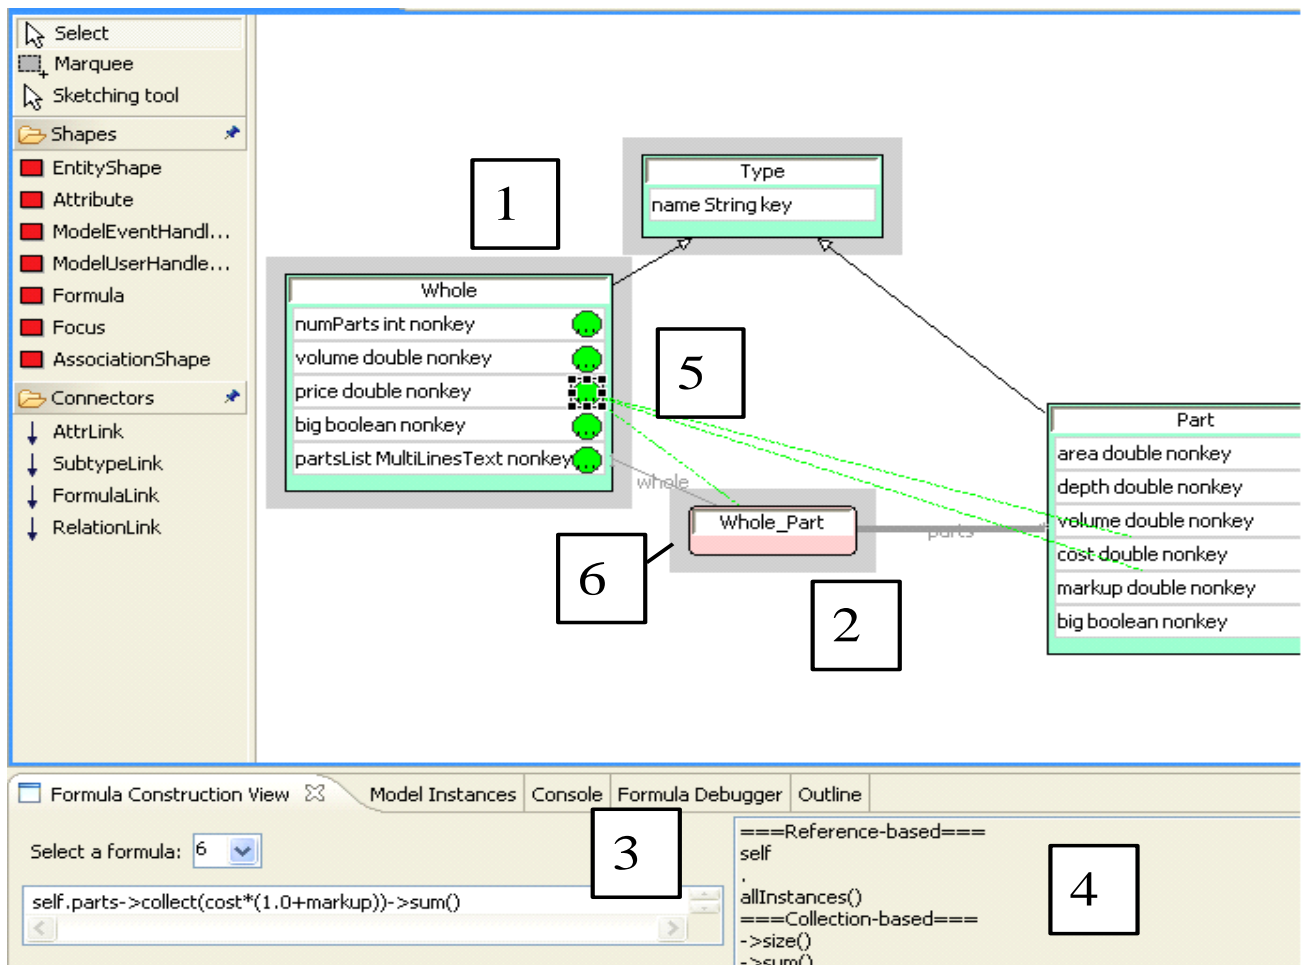 Select
Marquee
Sketching tool
Shapes
EntityShape
Attribute
ModelEventHandl...
ModelUserHandle...
Formula
Focus
AssociationShape
Connectors
AttrLink
SubtypeLink
FormulaLink
RelationLink
1
Type
name String key
Whole
numParts int nonkey
volume double nonkey
price double nonkey
big boolean nonkey
partsList MultiLinesText nonkey
5
whole
Whole_Part
parts
6
2
Part
area double nonkey
depth double nonkey
volume double nonkey
cost double nonkey
markup double nonkey
big boolean nonkey
Formula Construction View
Model Instances
Console
Formula Debugger
Outline
Select a formula: 6
3
self.parts->collect(cost*(1.0+markup))->sum()
===Reference-based===
self
.
allInstances()
===Collection-based===
->size()
->sum()
4